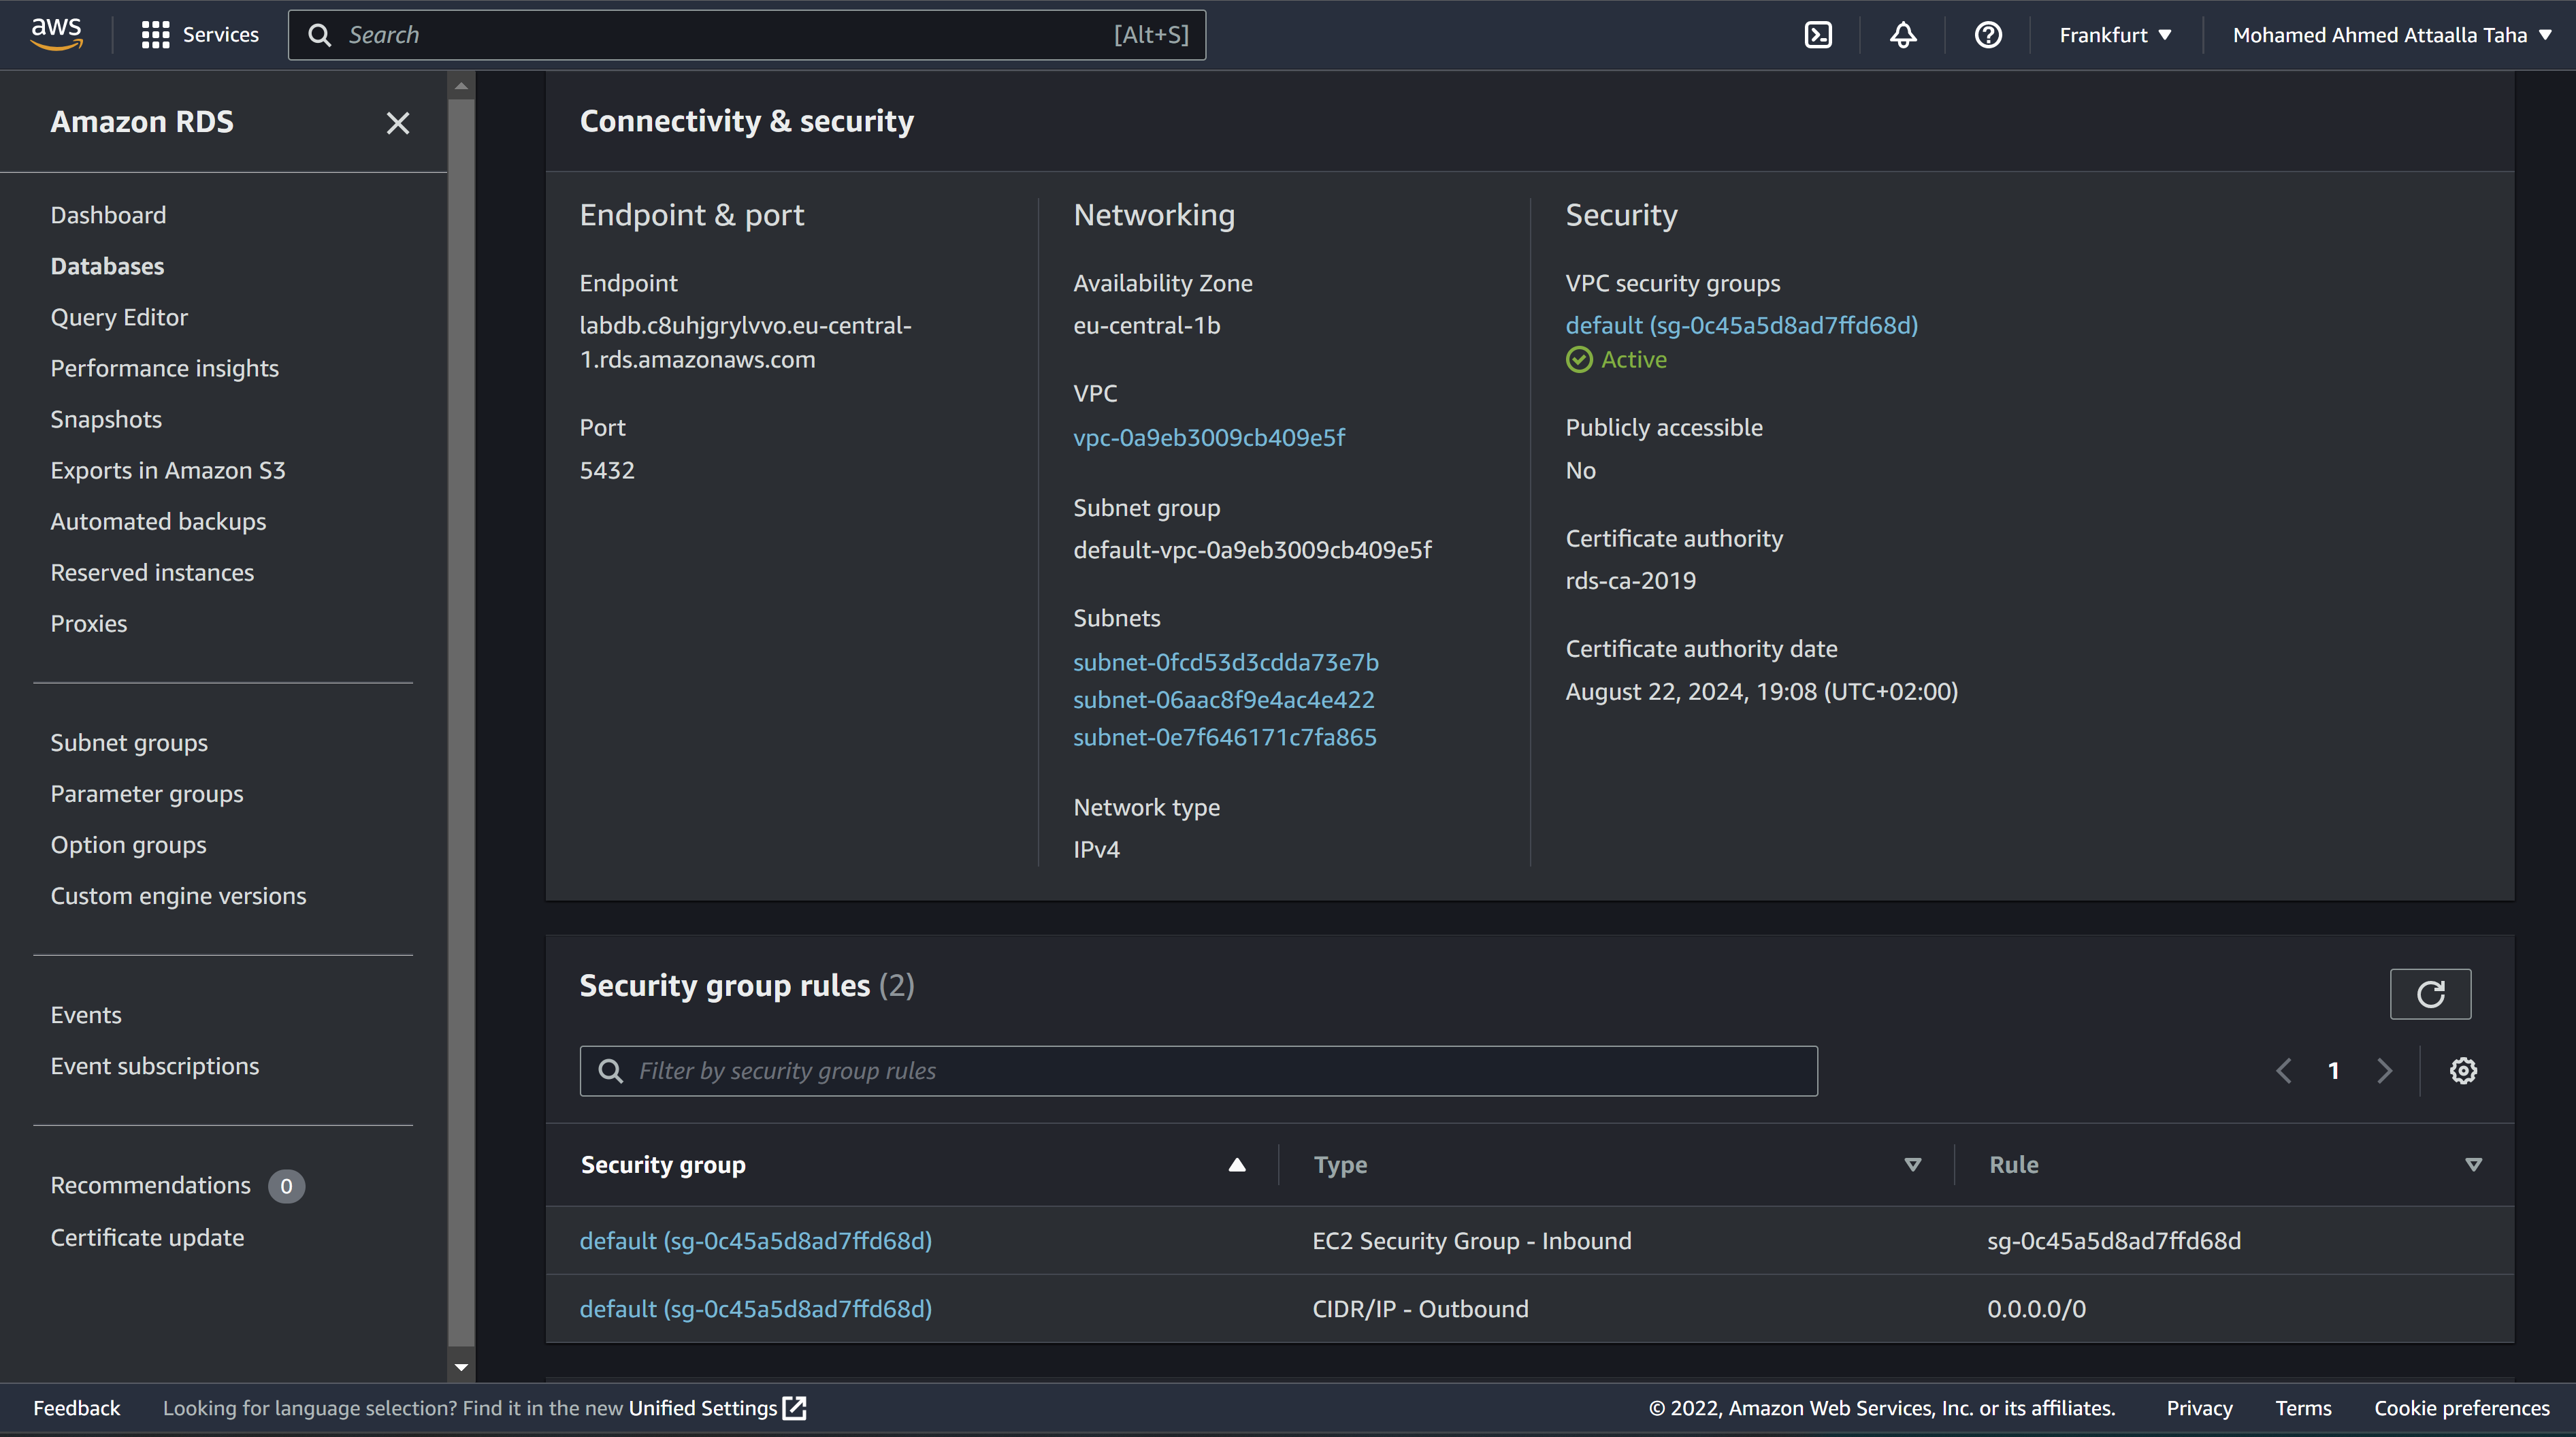 aws
Services
Search
[Alt+S]
Frankfurt
Mohamed Ahmed Attaalla Taha
Amazon RDS
Dashboard
Databases
Query Editor
Performance insights
Snapshots
Exports in Amazon S3
Automated backups
Reserved instances
Proxies
Subnet groups
Parameter groups
Option groups
Custom engine versions
Events
Event subscriptions
Recommendations 0
Certificate update
Connectivity & security
Endpoint & port
Endpoint
labdb.c8uhjgrylvvo.eu-central-
1.rds.amazonaws.com
Port
5432
Networking
Availability Zone
eu-central-1b
VPC
vpc-0a9eb3009cb409e5f
Subnet group
default-vpc-0a9eb3009cb409e5f
Subnets
subnet-0fcd53d3cdda73e7b
subnet-06aac8f9e4ac4e422
subnet-0e7f646171c7fa865
Network type
IPv4
Security
VPC security groups
default (sg-0c45a5d8ad7ffd68d)
Active
Publicly accessible
No
Certificate authority
rds-ca-2019
Certificate authority date
August 22, 2024, 19:08 (UTC+02:00)
Security group rules (2)
Filter by security group rules
1
Security group Type Rule
default (sg-0c45a5d8ad7ffd68d) EC2 Security Group - Inbound sg-0c45a5d8ad7ffd68d
default (sg-0c45a5d8ad7ffd68d) CIDR/IP - Outbound 0.0.0.0/0
Feedback
Looking for language selection? Find it in the new Unified Settings
© 2022, Amazon Web Services, Inc. or its affiliates.
Privacy
Terms
Cookie preferences